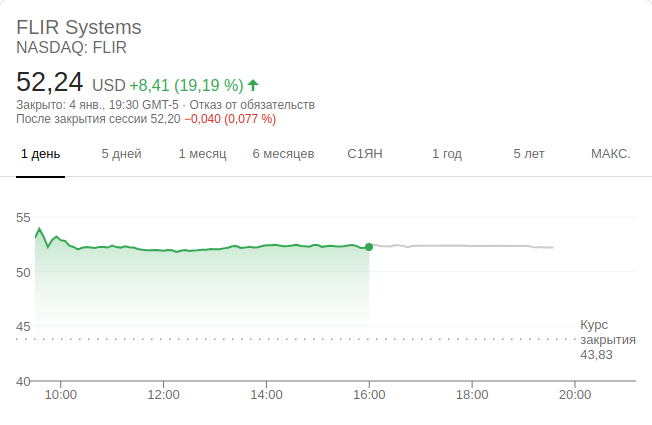 FLIR Systems
NASDAQ: FLIR
52,24 USD +8,41 (19,19 %)
Закрыто: 4 янв., 19:30 GMT-5 · Отказ от обязательств
После закрытия сессии 52,20 −0,040 (0,077 %)
1 день 5 дней 1 месяц 6 месяцев С1ЯН 1 год 5 лет МАКС.
55
50
45
Курс
закрытия
43,83
40
10:00 12:00 14:00 16:00 18:00 20:00